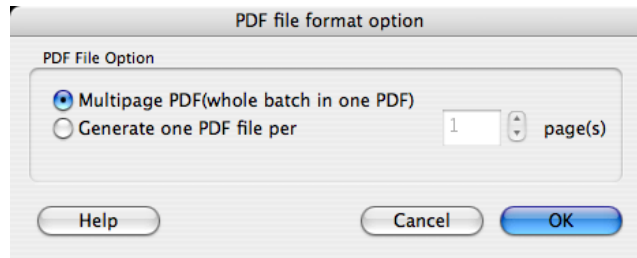 PDF file format option
PDF File Option
Multipage PDF(whole batch in one PDF)
Generate one PDF file per 1 page(s)
Help Cancel OK